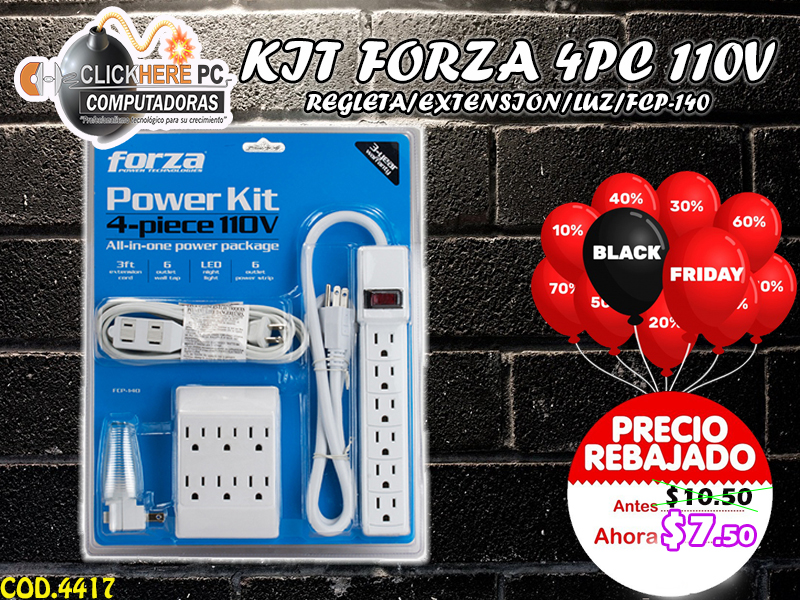 CLICKHERE PC
COMPUTADORAS
"Profesionalismo tecnológico para su crecimiento"
KIT FORZA 4PC 110V
REGLETA/EXTENSION/LUZ/FCP-140
forza
POWER TECHNOLOGIES
3-year
warranty
Power Kit
4-piece 110V
All-in-one power package
3ft
extension
cord
6
outlet
wall tap
LED
night
light
6
outlet
power strip
FCP-140
40%
30%
10%
60%
BLACK
FRIDAY
70%
20%
PRECIO
REBAJADO
Antes $10.50
Ahora $7.50
COD.4417